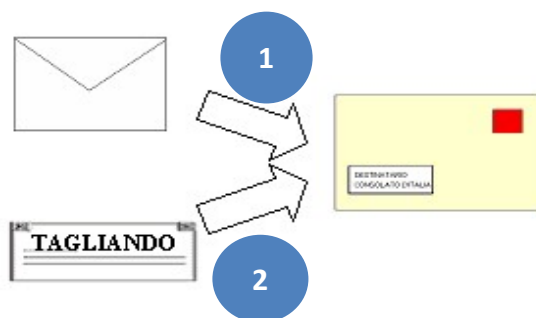 1
DESTINATARIO
CONSOLATO D'ITALIA
TAGLIANDO
2